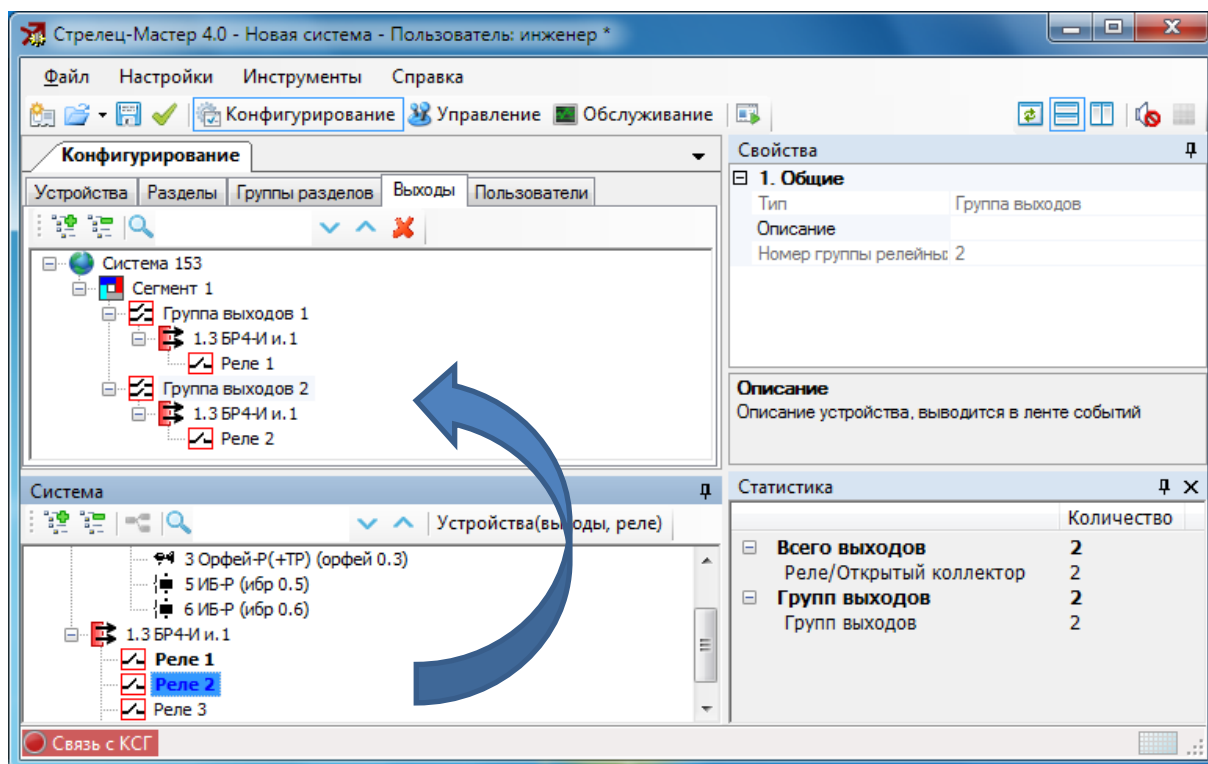 Стрелец-Мастер 4.0 - Новая система - Пользователь: инженер *
Файл Настройки Инструменты Справка
Конфигурирование Управление Обслуживание
Конфигурирование
Устройства Разделы Группы разделов Выходы Пользователи
Система 153
Сегмент 1
Группа выходов 1
1.3 БР4-И и.1
Реле 1
Группа выходов 2
1.3 БР4-И и.1
Реле 2
Свойства
1. Общие
Тип Группа выходов
Описание
Номер группы релейны 2
Описание
Описание устройства, выводится в ленте событий
Система
Устройства(выходы, реле)
3 Орфей-Р(+ТР) (орфей 0.3)
5 ИБ-Р (ибр 0.5)
6 ИБ-Р (ибр 0.6)
1.3 БР4-И и.1
Реле 1
Реле 2
Реле 3
Статистика
Количество
Всего выходов 2
Реле/Открытый коллектор 2
Групп выходов 2
Групп выходов 2
Связь с КСГ